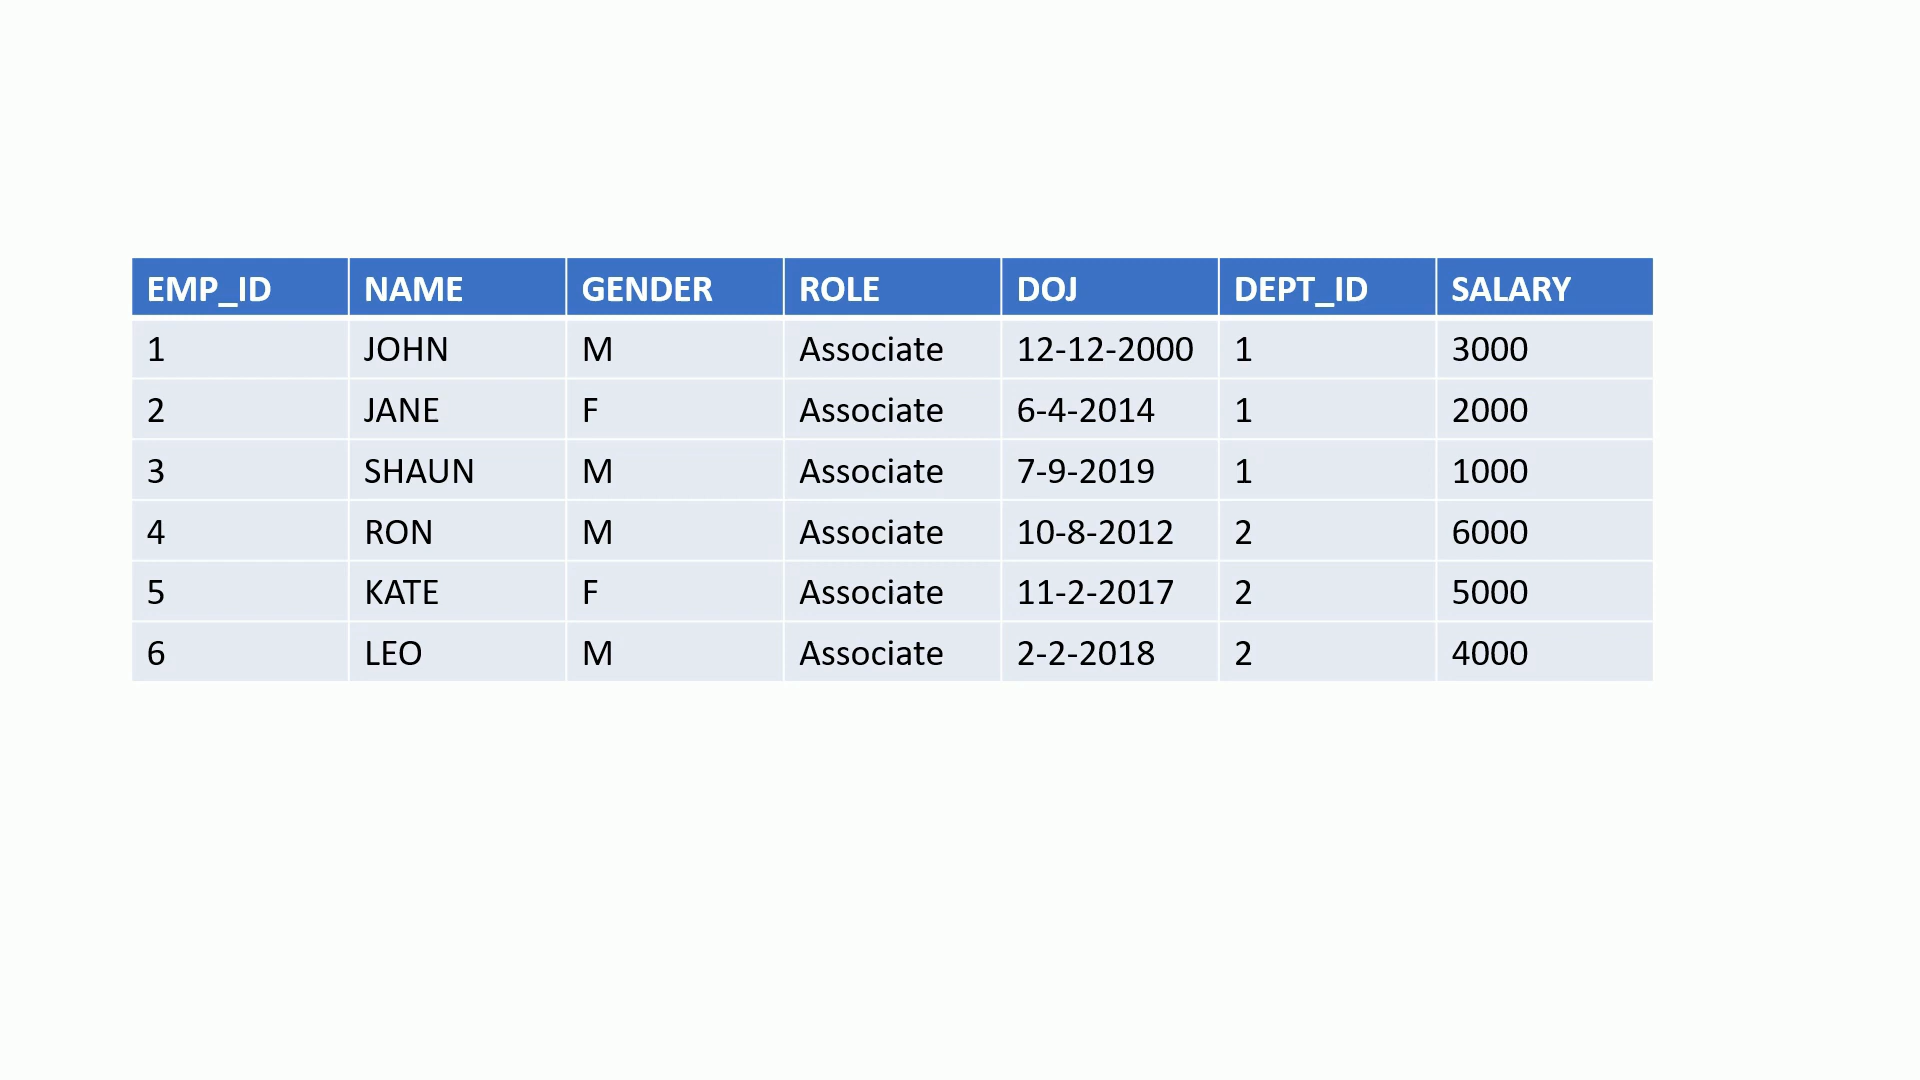 EMP_ID NAME GENDER ROLE DOJ DEPT_ID SALARY
1 JOHN M Associate 12-12-2000 1 3000
2 JANE F Associate 6-4-2014 1 2000
3 SHAUN M Associate 7-9-2019 1 1000
4 RON M Associate 10-8-2012 2 6000
5 KATE F Associate 11-2-2017 2 5000
6 LEO M Associate 2-2-2018 2 4000